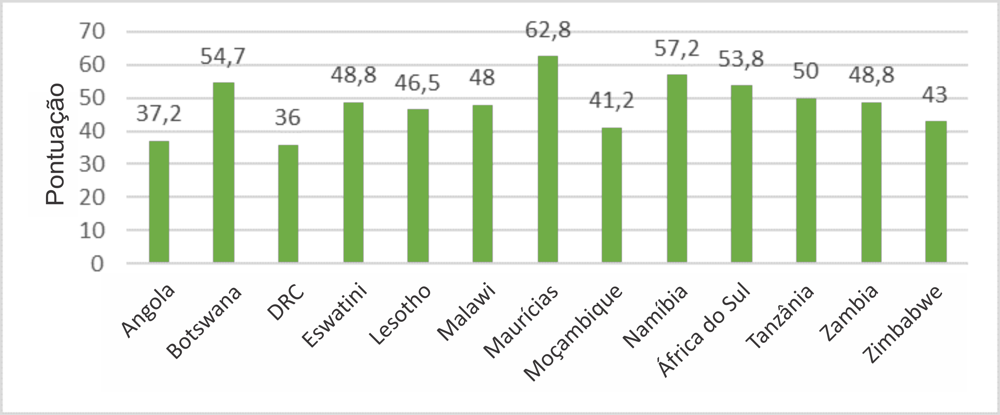 Pontuação
70
60
50
40
30
20
10
0
37,2
54,7
36
48,8
46,5
48
62,8
41,2
57,2
53,8
50
48,8
43
Angola
Botswana
DRC
Eswatini
Lesotho
Malawi
Maurícias
Moçambique
Namíbia
África do Sul
Tanzânia
Zambia
Zimbabwe